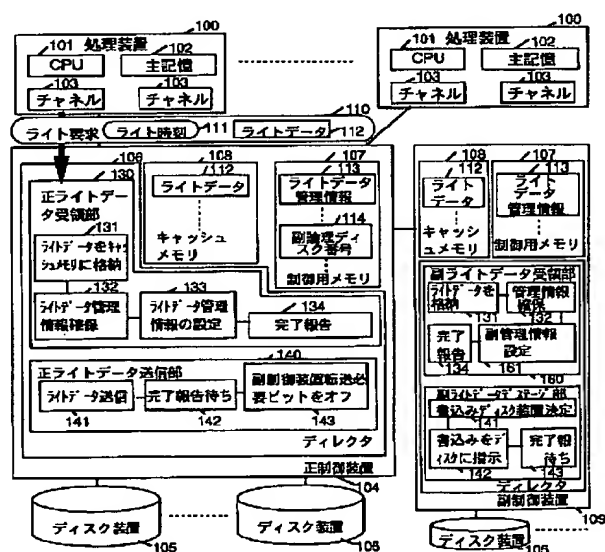 100
101 処理装置 102
CPU
主記憶
103
チャネル
103
チャネル
100
101 処理装置 102
CPU
主記憶
103
チャネル
103
チャネル
110
ライト要求
ライト時刻
111
ライトデータ
112
106
130
正ライトデータ受領部
131
ライトデータをキャッシュメモリに格納
132
ライトデータ管理情報確保
133
ライトデータ管理情報の設定
134
完了報告
108
112
ライトデータ
キャッシュメモリ
107
113
ライトデータ管理情報
114
副論理ディスク番号
制御用メモリ
140
正ライトデータ送信部
ライトデータ送信
141
完了報告待ち
142
副制御装置転送必要ビットをオフ
143
ディレクタ
正制御装置
104
ディスク装置
105
ディスク装置
108
112
ライトデータ
キャッシュメモリ
107
113
ライトデータ管理情報
制御用メモリ
副ライトデータ受領部
ライトデータを格納
131
管理情報確保
132
完了報告
134
副管理情報設定
161
160
副ライトデータデステージ部
書込みディスク装置決定
141
書込みをディスクに指示
142
完了報待ち
143
ディレクタ
副制御装置
109
ディスク装置